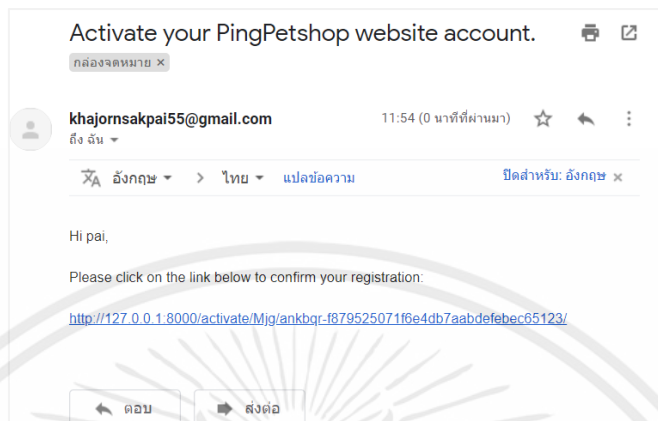 Activate your PingPetshop website account.
กล่องจดหมาย ×
khajornsakpai55@gmail.com 11:54 (0 นาทีที่ผ่านมา)
ถึง ฉัน
อังกฤษ > ไทย แปลข้อความ ปิดสำหรับ: อังกฤษ ×
Hi pai,
Please click on the link below to confirm your registration:
http://127.0.0.1:8000/activate/Mjg/ankbqr-f879525071f6e4db7aabdefebec65123/
ตอบ ส่งต่อ